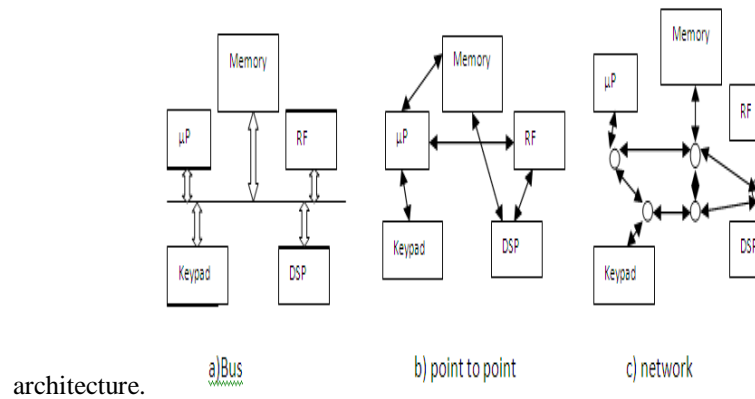 Memory
Memory
Memory
μP
RF
μP
RF
μP
RF
Keypad
DSP
Keypad
DSP
Keypad
DSP
a)Bus
b) point to point
c) network
architecture.